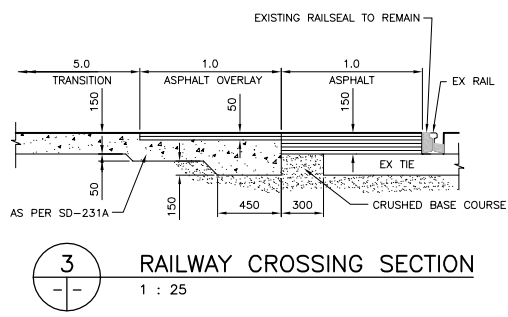 EXISTING RAILSEAL TO REMAIN
5.0
1.0
1.0
TRANSITION
ASPHALT OVERLAY
ASPHALT
EX RAIL
150
50
150
EX TIE
50
AS PER SD-231A
150
450
300
CRUSHED BASE COURSE
3
RAILWAY CROSSING SECTION
1 : 25